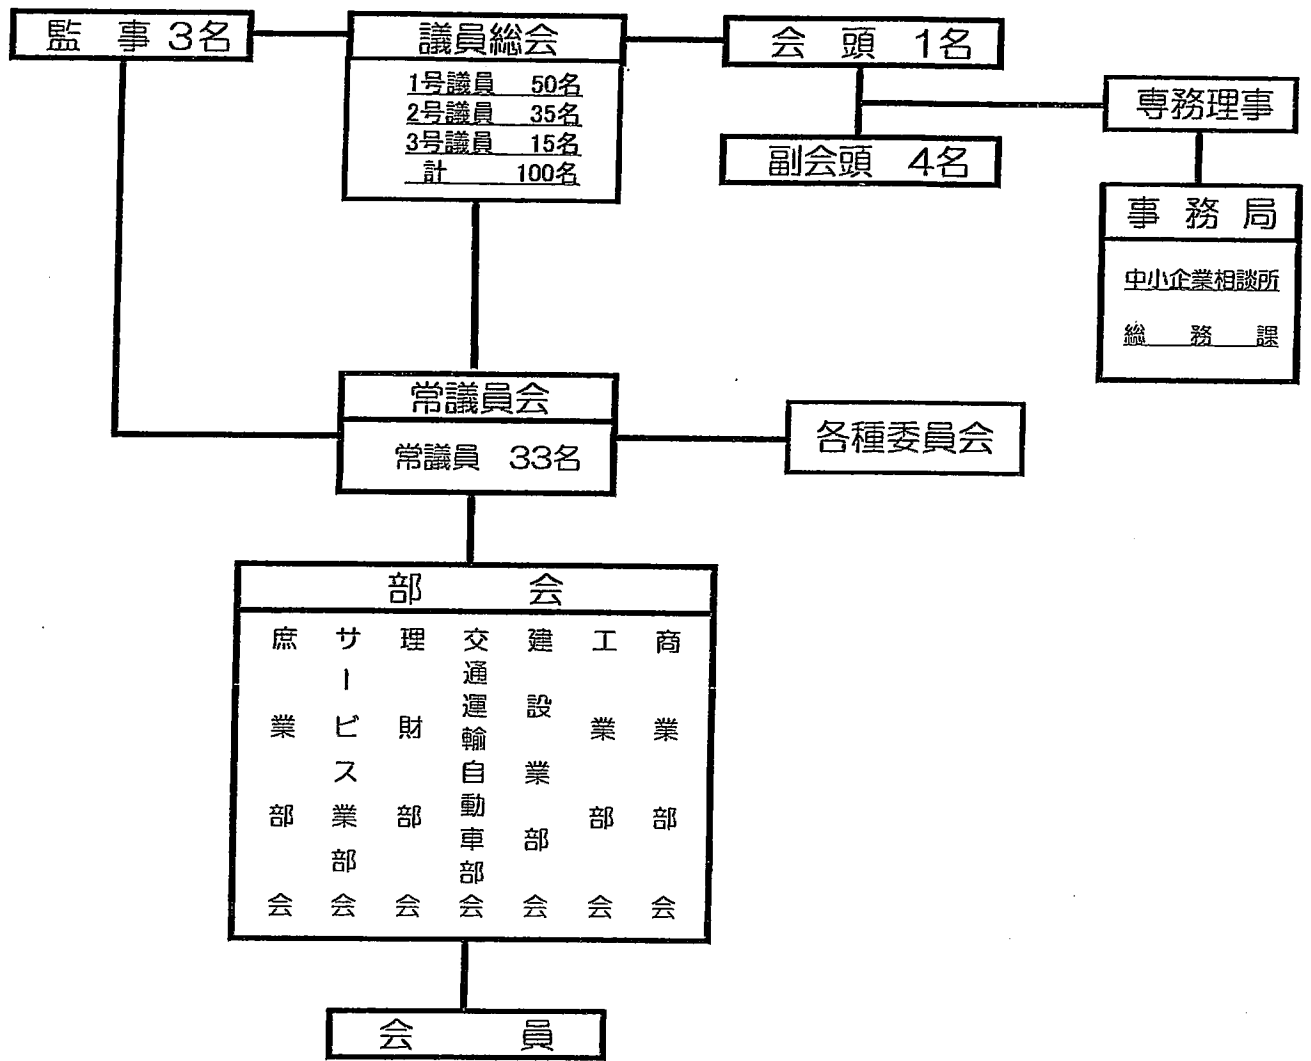 監 事 3名
議員総会
1号議員 50名
2号議員 35名
3号議員 15名
計 100名
会 頭 1名
副会頭 4名
専務理事
事 務 局
中小企業相談所
総 務 課
常議員会
常議員 33名
各種委員会
部 会
商業部会
工業部会
建設業部会
交通運輸自動車部会
理財部会
サービス業部会
庶業部会
会 員